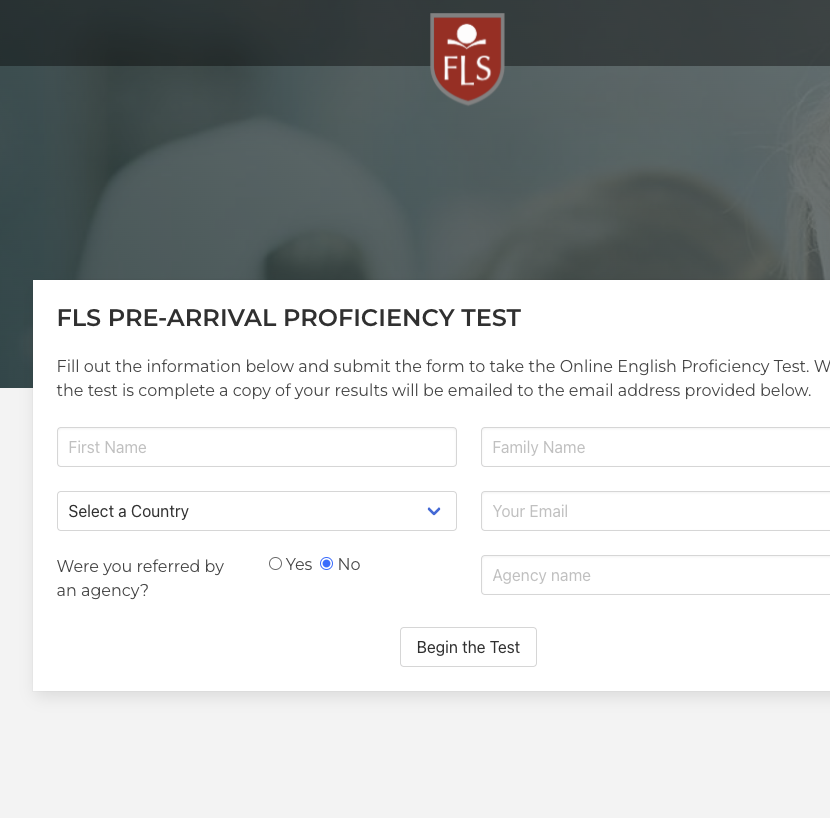 FLS
FLS PRE-ARRIVAL PROFICIENCY TEST
Fill out the information below and submit the form to take the Online English Proficiency Test. W
the test is complete a copy of your results will be emailed to the email address provided below.
First Name
Family Name
Select a Country
Your Email
Were you referred by
an agency?
Yes No
Agency name
Begin the Test